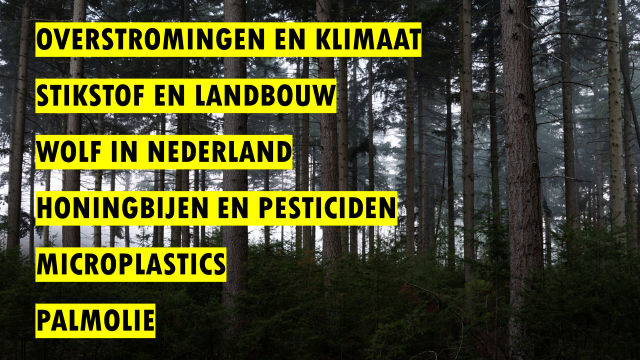 OVERSTROMINGEN EN KLIMAAT
STIKSTOF EN LANDBOUW
WOLF IN NEDERLAND
HONINGBIJEN EN PESTICIDEN
MICROPLASTICS
PALMOLIE